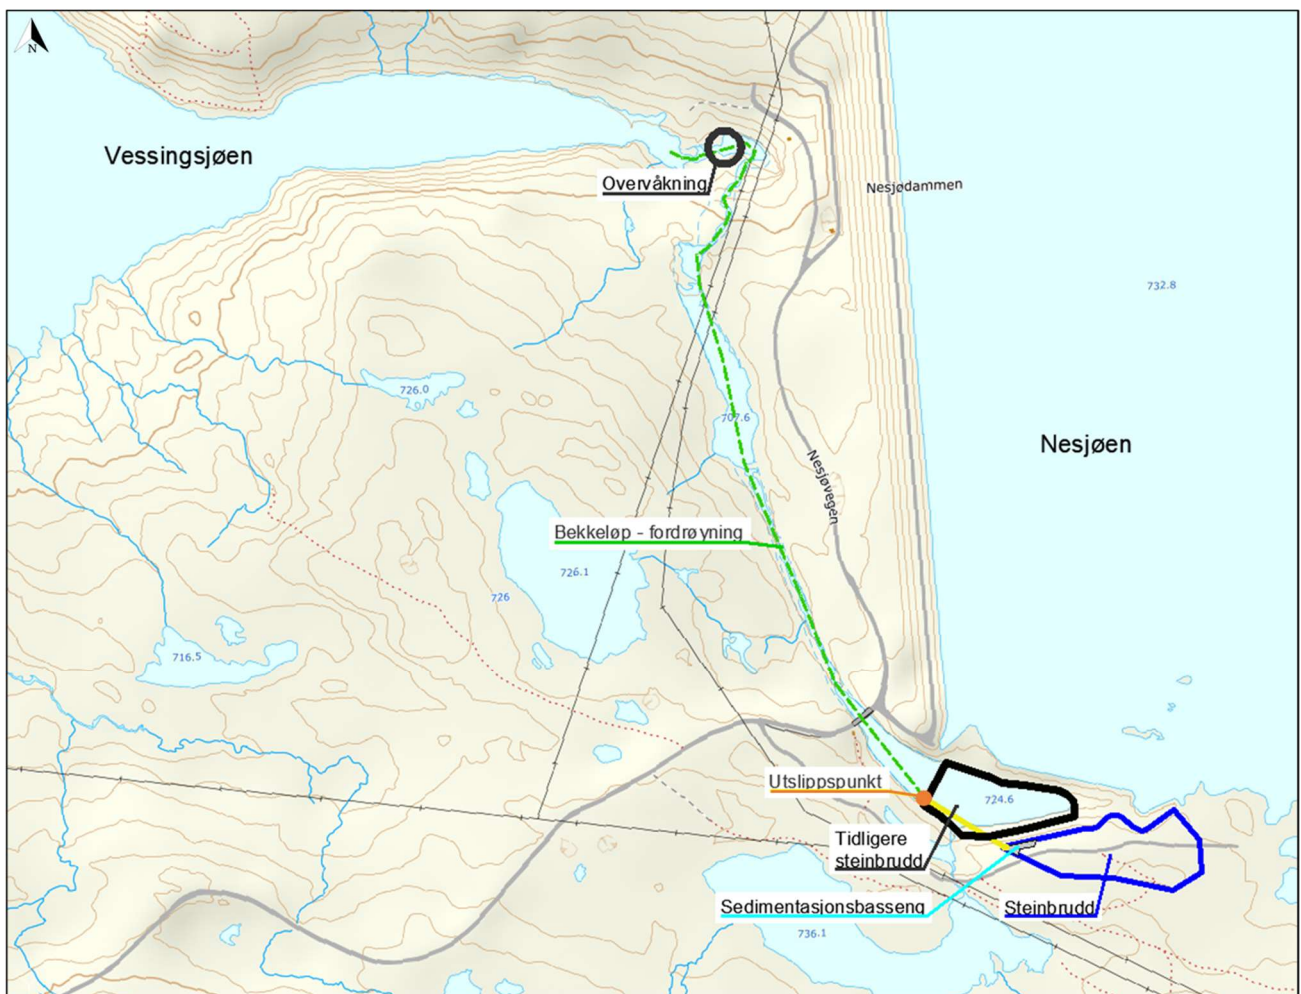 N
Vessingsjøen
Overvåkning
Nesjødammen
732.8
726.0
707.6
Nesjøen
Nesjøvegen
Bekkeløp - fordrøyning
726.1
726
716.5
Utslippspunkt
724.6
Tidligere
steinbrudd
Sedimentasjonsbasseng
Steinbrudd
736.1